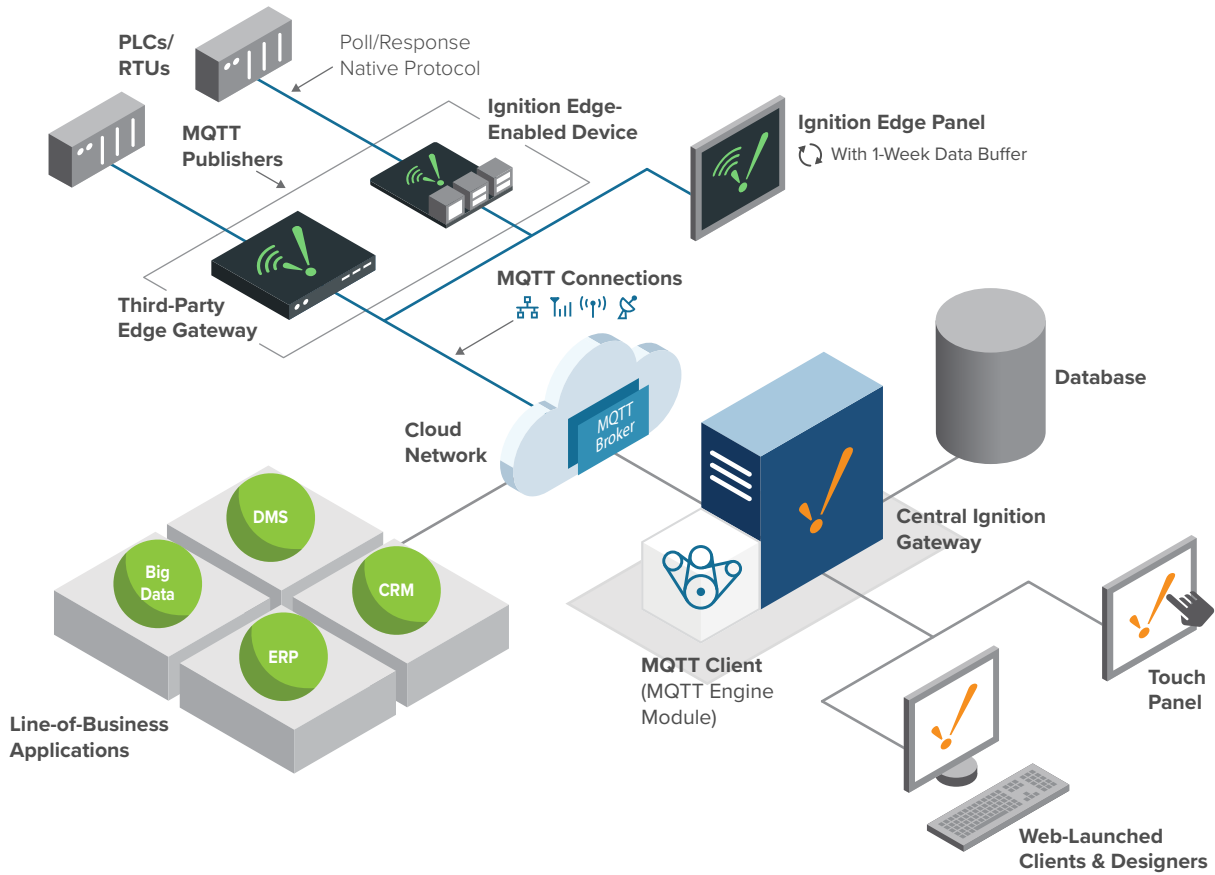 PLCs/
RTUs
Poll/Response
Native Protocol
MQTT
Publishers
Ignition Edge-
Enabled Device
Ignition Edge Panel
With 1-Week Data Buffer
Third-Party
Edge Gateway
MQTT Connections
Cloud
Network
MQTT
Broker
Database
Central Ignition
Gateway
DMS
Big
Data
CRM
ERP
Line-of-Business
Applications
MQTT Client
(MQTT Engine
Module)
Touch
Panel
Web-Launched
Clients & Designers